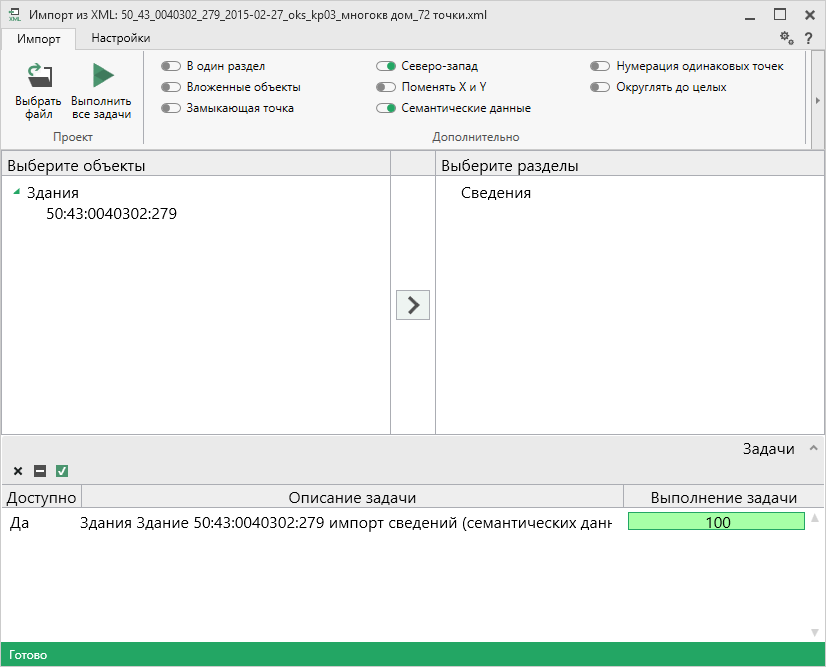 Импорт из XML: 50_43_0040302_279_2015-02-27_oks_kp03_многокв дом_72 точки.xml
Импорт Настройки ?
В один раздел Северо-запад Нумерация одинаковых точек
Вложенные объекты Поменять X и Y Округлять до целых
Замыкающая точка Семантические данные
Выбрать Выполнить
файл все задачи
Проект Дополнительно
Выберите объекты Выберите разделы
Здания Сведения
50:43:0040302:279
Задачи
Доступно Описание задачи Выполнение задачи
Да Здания Здание 50:43:0040302:279 импорт сведений (семантических данн 100
Готово